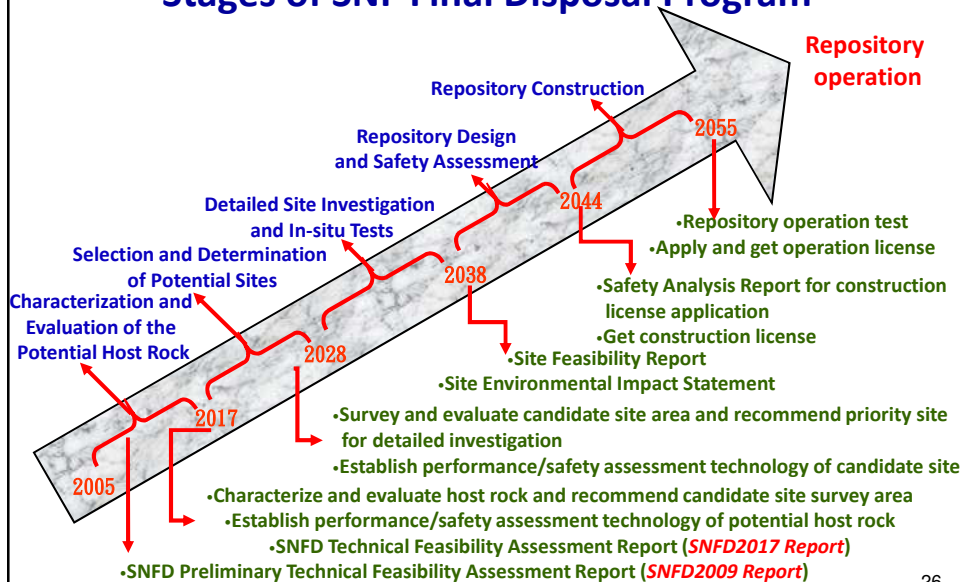 Stages of SNF Final Disposal Program
Repository
operation
Repository Construction
2055
Repository Design
and Safety Assessment
2044
•Repository operation test
•Apply and get operation license
Detailed Site Investigation
and In-situ Tests
2038
•Safety Analysis Report for construction
license application
•Get construction license
Selection and Determination
of Potential Sites
2028
•Site Feasibility Report
•Site Environmental Impact Statement
Characterization and
Evaluation of the
Potential Host Rock
2017
•Survey and evaluate candidate site area and recommend priority site
for detailed investigation
•Establish performance/safety assessment technology of candidate site
2005
•Characterize and evaluate host rock and recommend candidate site survey area
•Establish performance/safety assessment technology of potential host rock
•SNFD Technical Feasibility Assessment Report (SNFD2017 Report)
•SNFD Preliminary Technical Feasibility Assessment Report (SNFD2009 Report)
26